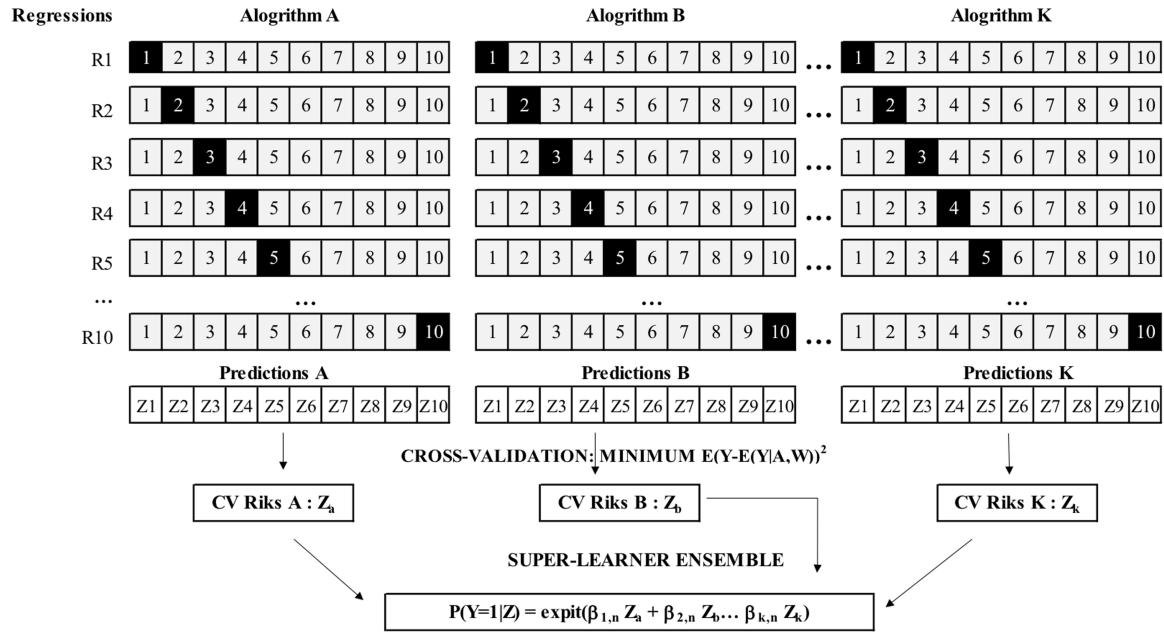 Regressions Alogrithm A Alogrithm B Alogrithm K
R1 1 2 3 4 5 6 7 8 9 10 1 2 3 4 5 6 7 8 9 10 ... 1 2 3 4 5 6 7 8 9 10
R2 1 2 3 4 5 6 7 8 9 10 1 2 3 4 5 6 7 8 9 10 ... 1 2 3 4 5 6 7 8 9 10
R3 1 2 3 4 5 6 7 8 9 10 1 2 3 4 5 6 7 8 9 10 ... 1 2 3 4 5 6 7 8 9 10
R4 1 2 3 4 5 6 7 8 9 10 1 2 3 4 5 6 7 8 9 10 ... 1 2 3 4 5 6 7 8 9 10
R5 1 2 3 4 5 6 7 8 9 10 1 2 3 4 5 6 7 8 9 10 ... 1 2 3 4 5 6 7 8 9 10
... ... ... ...
R10 1 2 3 4 5 6 7 8 9 10 1 2 3 4 5 6 7 8 9 10 ... 1 2 3 4 5 6 7 8 9 10
Predictions A Predictions B Predictions K
Z1 Z2 Z3 Z4 Z5 Z6 Z7 Z8 Z9 Z10 Z1 Z2 Z3 Z4 Z5 Z6 Z7 Z8 Z9 Z10 Z1 Z2 Z3 Z4 Z5 Z6 Z7 Z8 Z9 Z10
CROSS-VALIDATION: MINIMUM E(Y-E(Y|A,W))²
CV Riks A : Zₐ CV Riks B : Z_b CV Riks K : Z_k
SUPER-LEARNER ENSEMBLE
P(Y=1|Z) = expit(β₁,ₙ Zₐ + β₂,ₙ Z_b... βₖ,ₙ Zₖ)